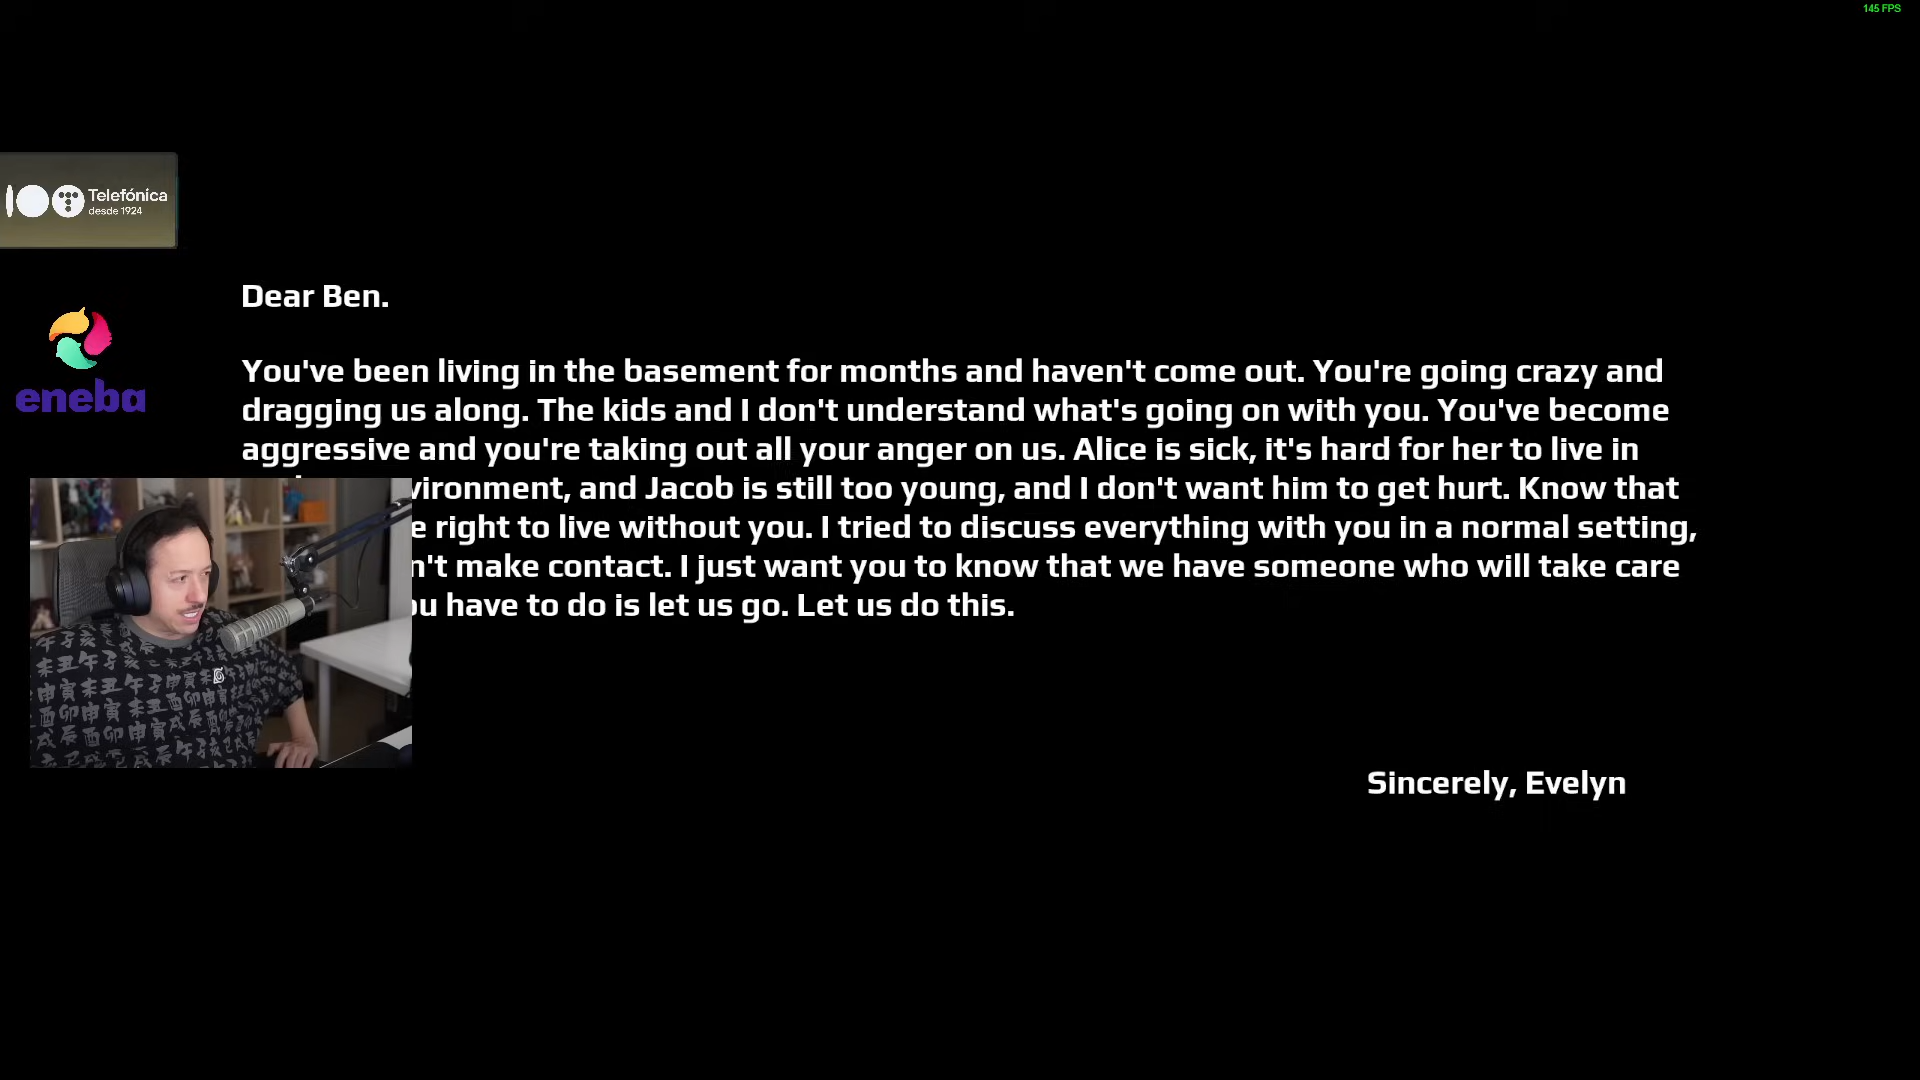 145 FPS
100 Telefónica
desde 1924
eneba
Dear Ben.
You've been living in the basement for months and haven't come out. You're going crazy and
dragging us along. The kids and I don't understand what's going on with you. You've become
aggressive and you're taking out all your anger on us. Alice is sick, it's hard for her to live in
vironment, and Jacob is still too young, and I don't want him to get hurt. Know that
e right to live without you. I tried to discuss everything with you in a normal setting,
n't make contact. I just want you to know that we have someone who will take care
ou have to do is let us go. Let us do this.
Sincerely, Evelyn